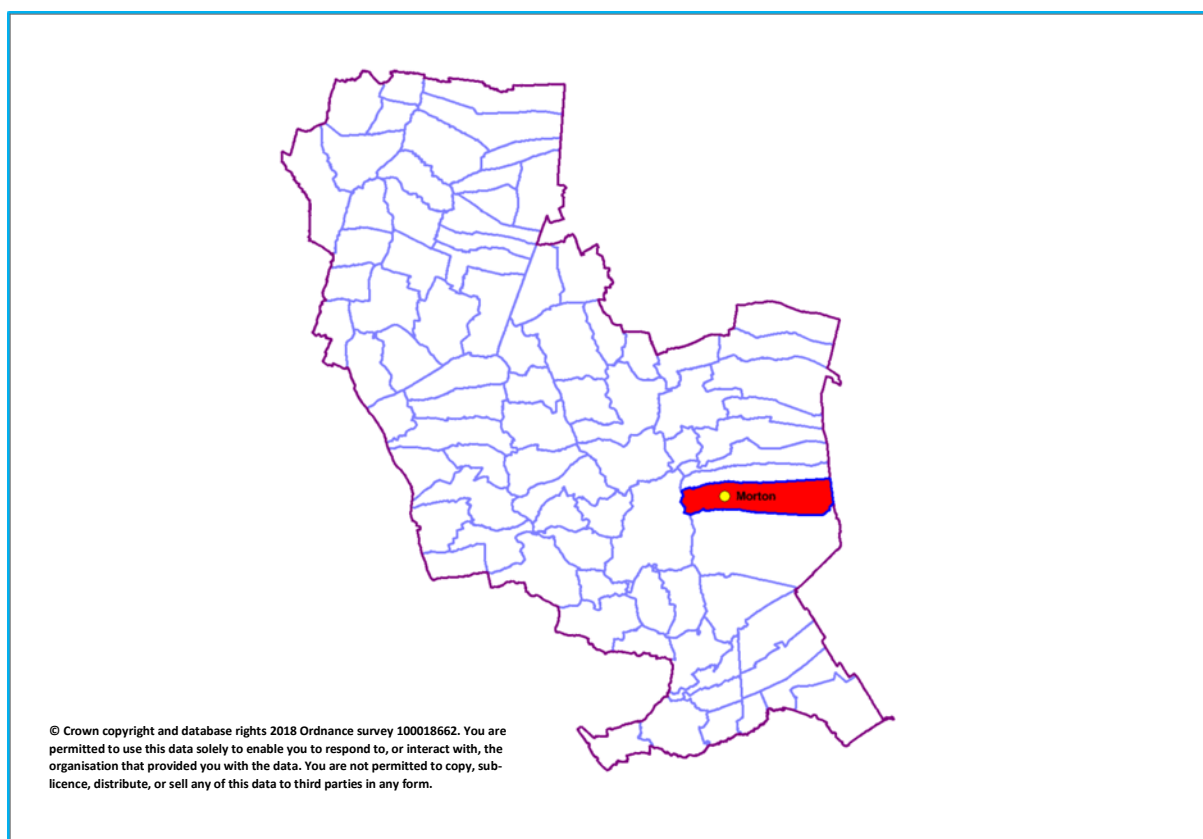 Morton
© Crown copyright and database rights 2018 Ordnance survey 100018662. You are
permitted to use this data solely to enable you to respond to, or interact with, the
organisation that provided you with the data. You are not permitted to copy, sub-
licence, distribute, or sell any of this data to third parties in any form.